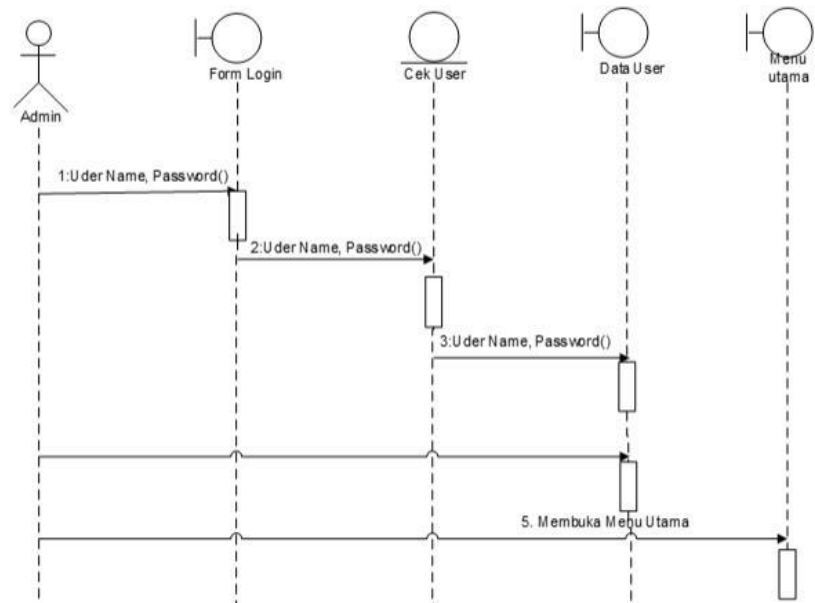 Admin
Form Login
Cek User
Data User
Menu
utama
1:Uder Name, Password()
2:Uder Name, Password()
3:Uder Name, Password()
5. Membuka Menu Utama